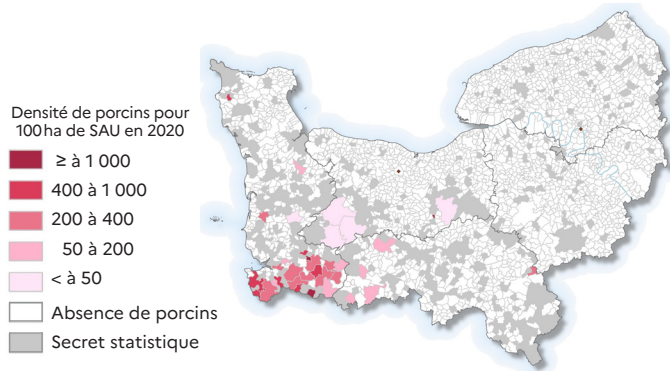 Densité de porcins pour
100 ha de SAU en 2020
≥ à 1 000
400 à 1 000
200 à 400
50 à 200
< à 50
Absence de porcins
Secret statistique